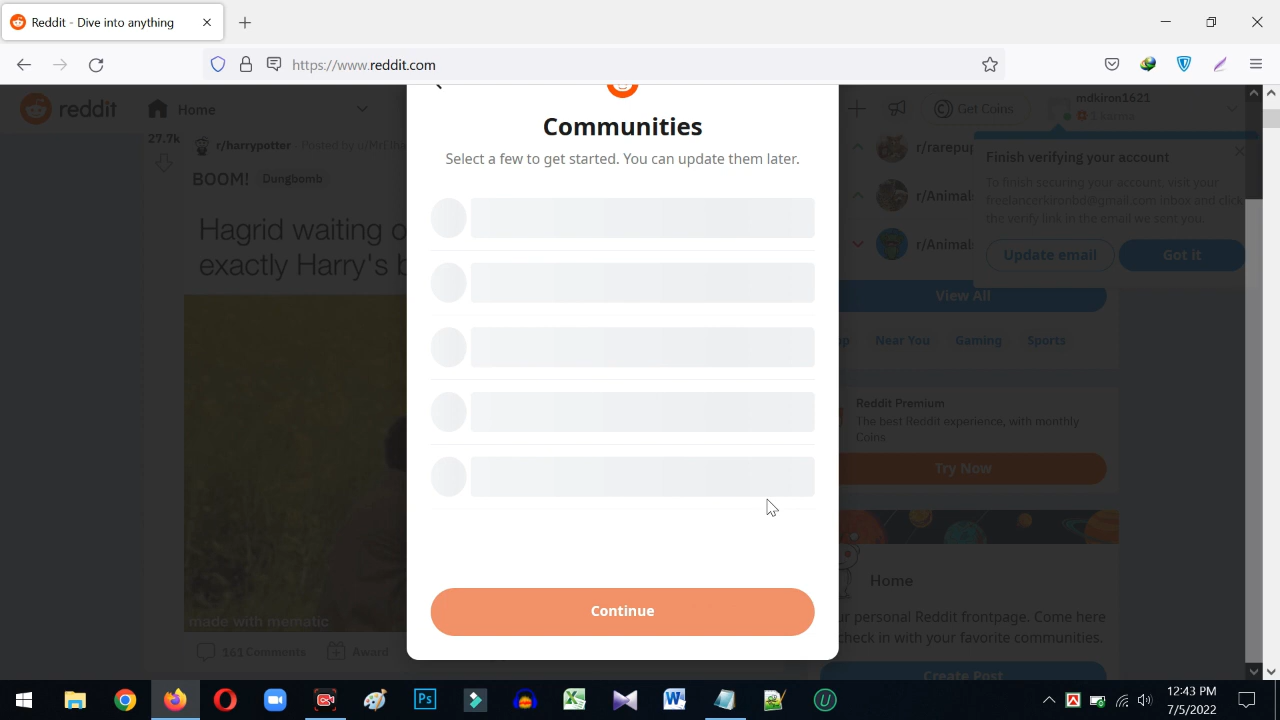 Reddit - Dive into anything
https://www.reddit.com
reddit
Home
Get Coins
mdkiron1621
27.7k
r/harrypotter
BOOM!
Dungbomb
Hagrid waiting o
exactly Harry's b
made with mematic
161 Comments
Award
Communities
Select a few to get started. You can update them later.
Continue
r/rarepup
r/Animal
r/Animal
Finish verifying your account
To finish securing your account, visit your
freelancerkironbd@gmail.com inbox and click
the verify link in the email we sent you.
Update email
Got it
View All
Near You
Gaming
Sports
Reddit Premium
The best Reddit experience, with monthly
Coins
Try Now
Home
personal Reddit frontpage. Come here
check in with your favorite communities.
Create Post
12:43 PM
7/5/2022